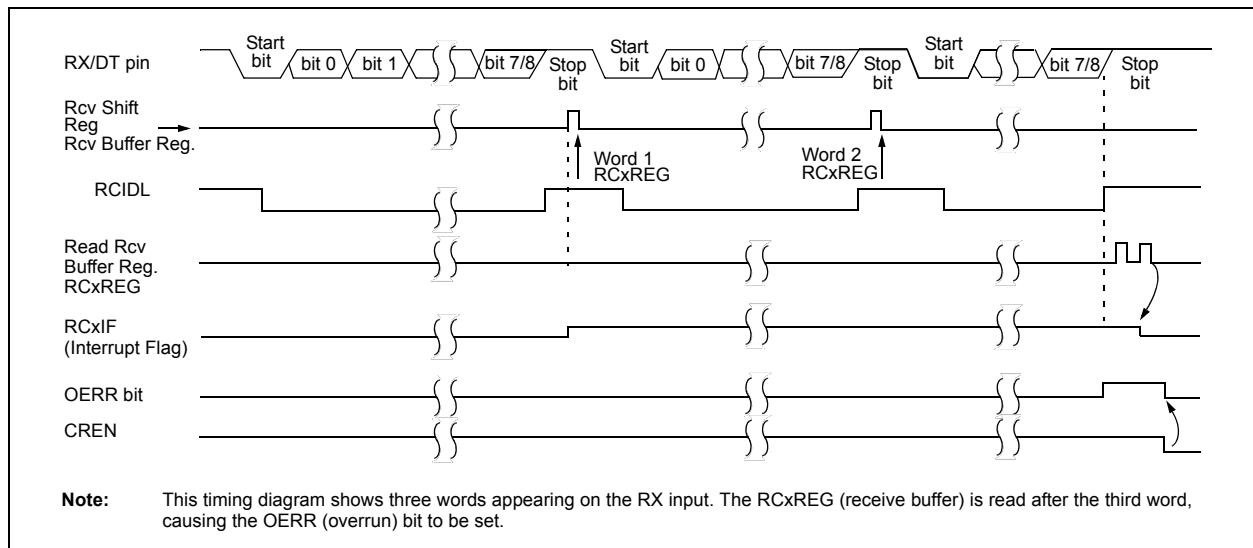 RX/DT pin
Start
bit
bit 0
bit 1
bit 7/8
Stop
bit
Start
bit
bit 0
bit 7/8
Stop
bit
Start
bit
bit 7/8
Stop
bit
Rcv Shift
Reg
Rcv Buffer Reg.
Word 1
RCxREG
Word 2
RCxREG
RCIDL
Read Rcv
Buffer Reg.
RCxREG
RCxIF
(Interrupt Flag)
OERR bit
CREN
Note: This timing diagram shows three words appearing on the RX input. The RCxREG (receive buffer) is read after the third word,
causing the OERR (overrun) bit to be set.